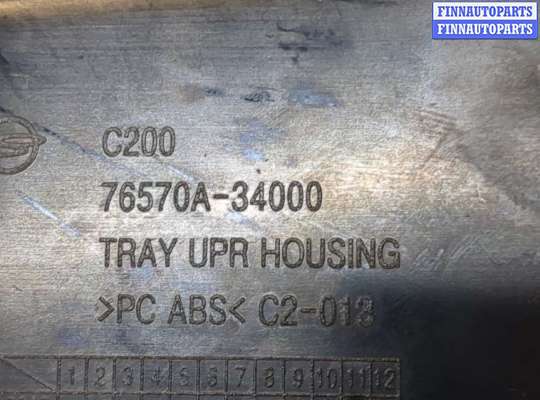 FINNAUTOPARTS
FINNAUTOPARTS
C200
76570A-34000
TRAY UPR HOUSING
>PC ABS< C2-013
1 2 3 4 5 6 7 8 9 10 11 12